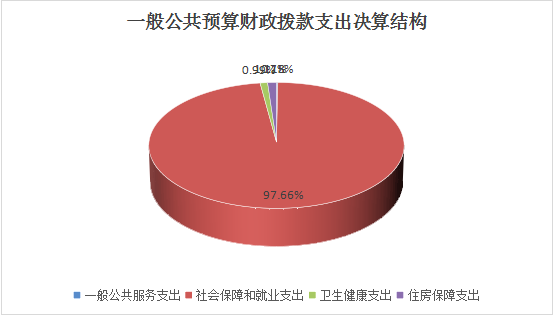 一般公共预算财政拨款支出决算结构
97.66%
一般公共服务支出 社会保障和就业支出 卫生健康支出 住房保障支出